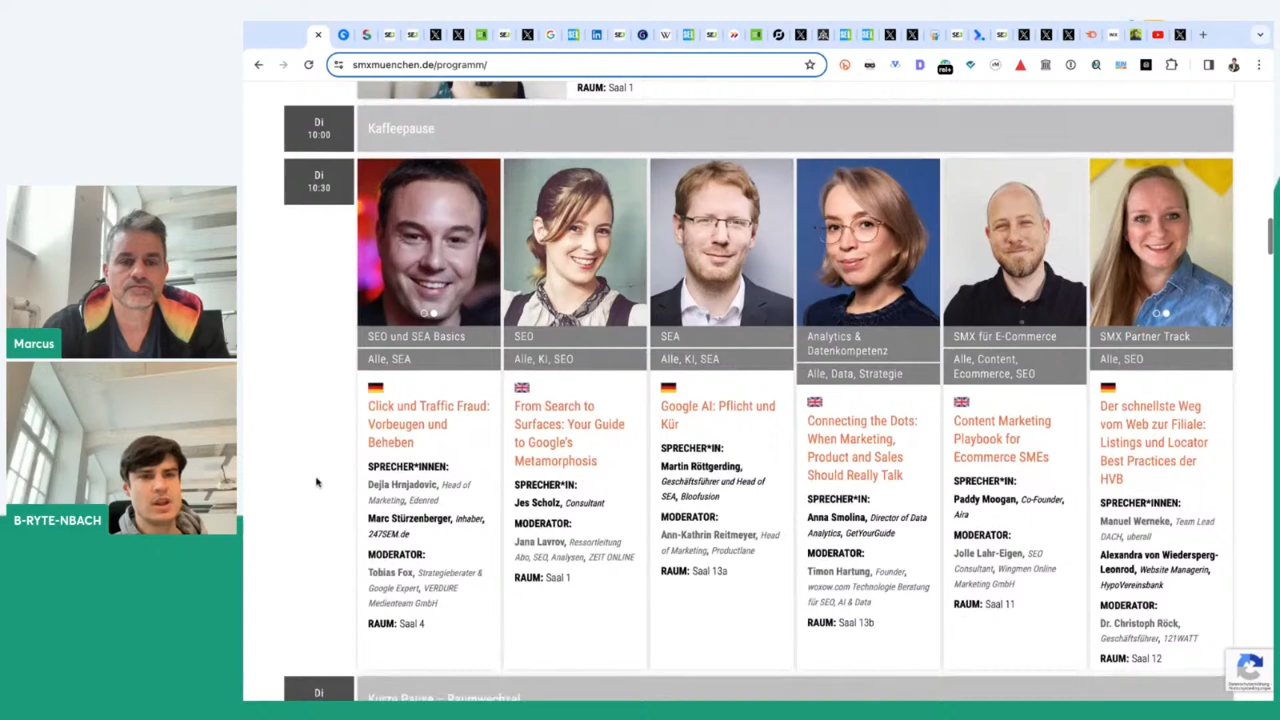 smxmuenchen.de/programm/
RAUM: Saal 1
Di
10:00
Kaffeepause
Di
10:30
SEO und SEA Basics
Alle, SEA
Click und Traffic Fraud:
Vorbeugen und
Beheben
SPRECHER*INNEN:
Dejla Hrnjadovic, Head of
Marketing, Edenred
Marc Stürzenberger, Inhaber,
247SEM.de
MODERATOR:
Tobias Fox, Strategieberater &
Google Expert, VERDURE
Medienteam GmbH
RAUM: Saal 4
SEO
Alle, KI, SEO
From Search to
Surfaces: Your Guide
to Google's
Metamorphosis
SPRECHER*IN:
Jes Scholz, Consultant
MODERATOR:
Jana Lavrov, Ressortleitung
Abo, SEO, Analysen, ZEIT ONLINE
RAUM: Saal 1
SEA
Alle, KI, SEA
Google AI: Pflicht und
Kür
SPRECHER*IN:
Martin Röttgerding,
Geschäftsführer und Head of
SEA, Bloofusion
MODERATOR:
Ann-Kathrin Reitmeyer, Head
of Marketing, Productlane
RAUM: Saal 13a
Analytics &
Datenkompetenz
Alle, Data, Strategie
Connecting the Dots:
When Marketing,
Product and Sales
Should Really Talk
SPRECHER*IN:
Anna Smolina, Director of Data
Analytics, GetYourGuide
MODERATOR:
Timon Hartung, Founder,
woxow.com Technologie Beratung
für SEO, AI & Data
RAUM: Saal 13b
SMX für E-Commerce
Alle, Content,
Ecommerce, SEO
Content Marketing
Playbook for
Ecommerce SMEs
SPRECHER*IN:
Paddy Moogan, Co-Founder,
Aira
MODERATOR:
Jolle Lahr-Eigen, SEO
Consultant, Wingmen Online
Marketing GmbH
RAUM: Saal 11
SMX Partner Track
Alle, SEO
Der schnellste Weg
vom Web zur Filiale:
Listings und Locator
Best Practices der
HVB
SPRECHER*INNEN:
Manuel Werneke, Team Lead
DACH, uberall
Alexandra von Wiedersperg-
Leonrod, Website Managerin,
HypoVereinsbank
MODERATOR:
Dr. Christoph Röck,
Geschäftsführer, 121WATT
RAUM: Saal 12
Di
Kurze Pause – Raumwechsel
Marcus
B-RYTE-NBACH